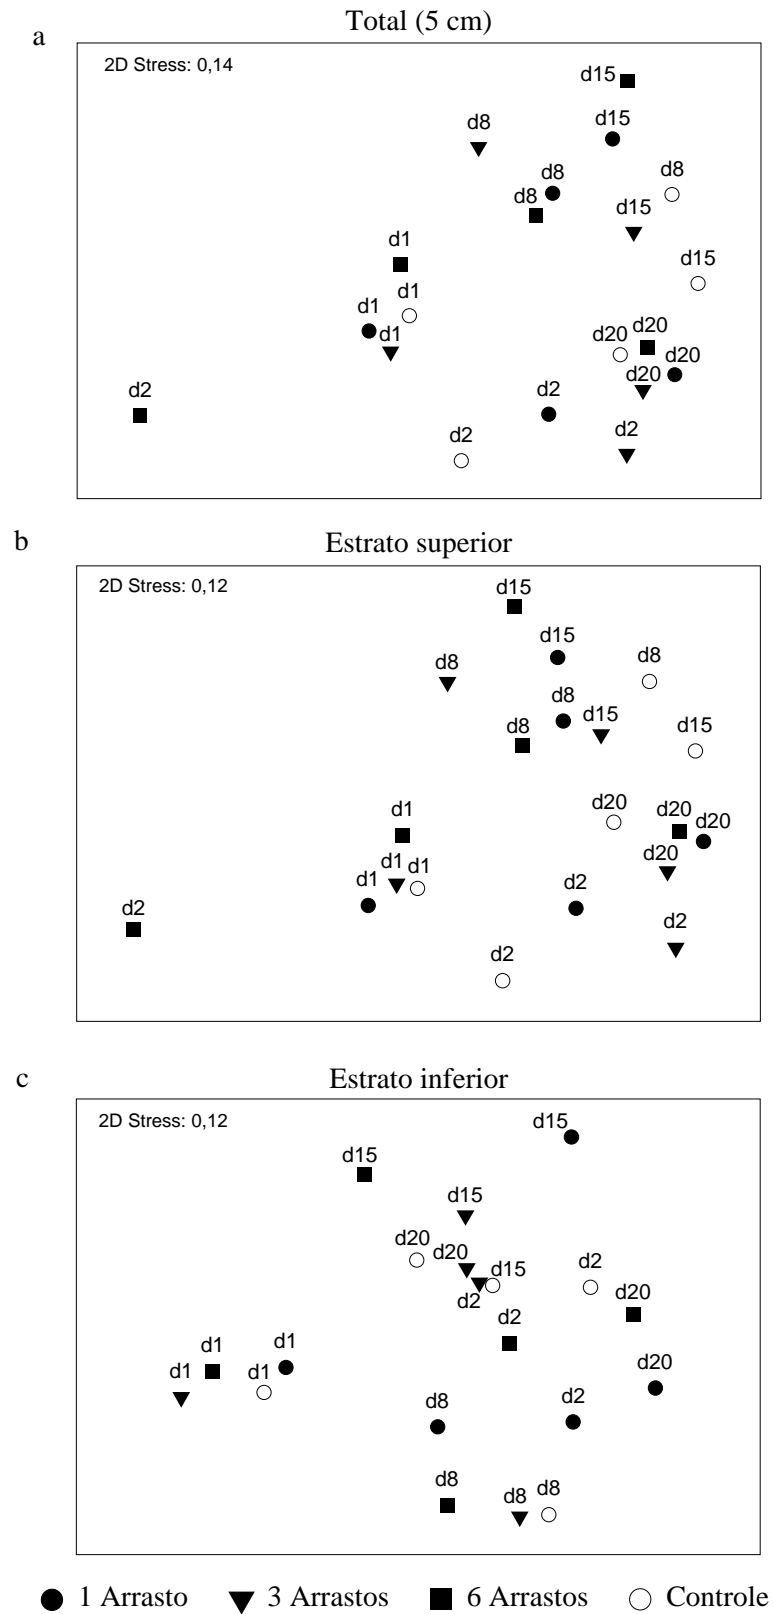 a
Total (5 cm)
2D Stress: 0,14
d15
d15
d8
d8
d8
d8
d15
d1
d15
d1
d1
d1
d20
d20
d20
d20
d2
d2
d2
d2
b
Estrato superior
2D Stress: 0,12
d15
d15
d8
d8
d8
d15
d15
d20
d20
d20
d1
d20
d1
d1
d1
d2
d2
d2
d2
c
Estrato inferior
2D Stress: 0,12
d15
d15
d15
d20
d20
d15
d2
d2
d20
d2
d1
d1
d1
d1
d20
d8
d2
d8
d8
d8
1 Arrasto
3 Arrastos
6 Arrastos
Controle